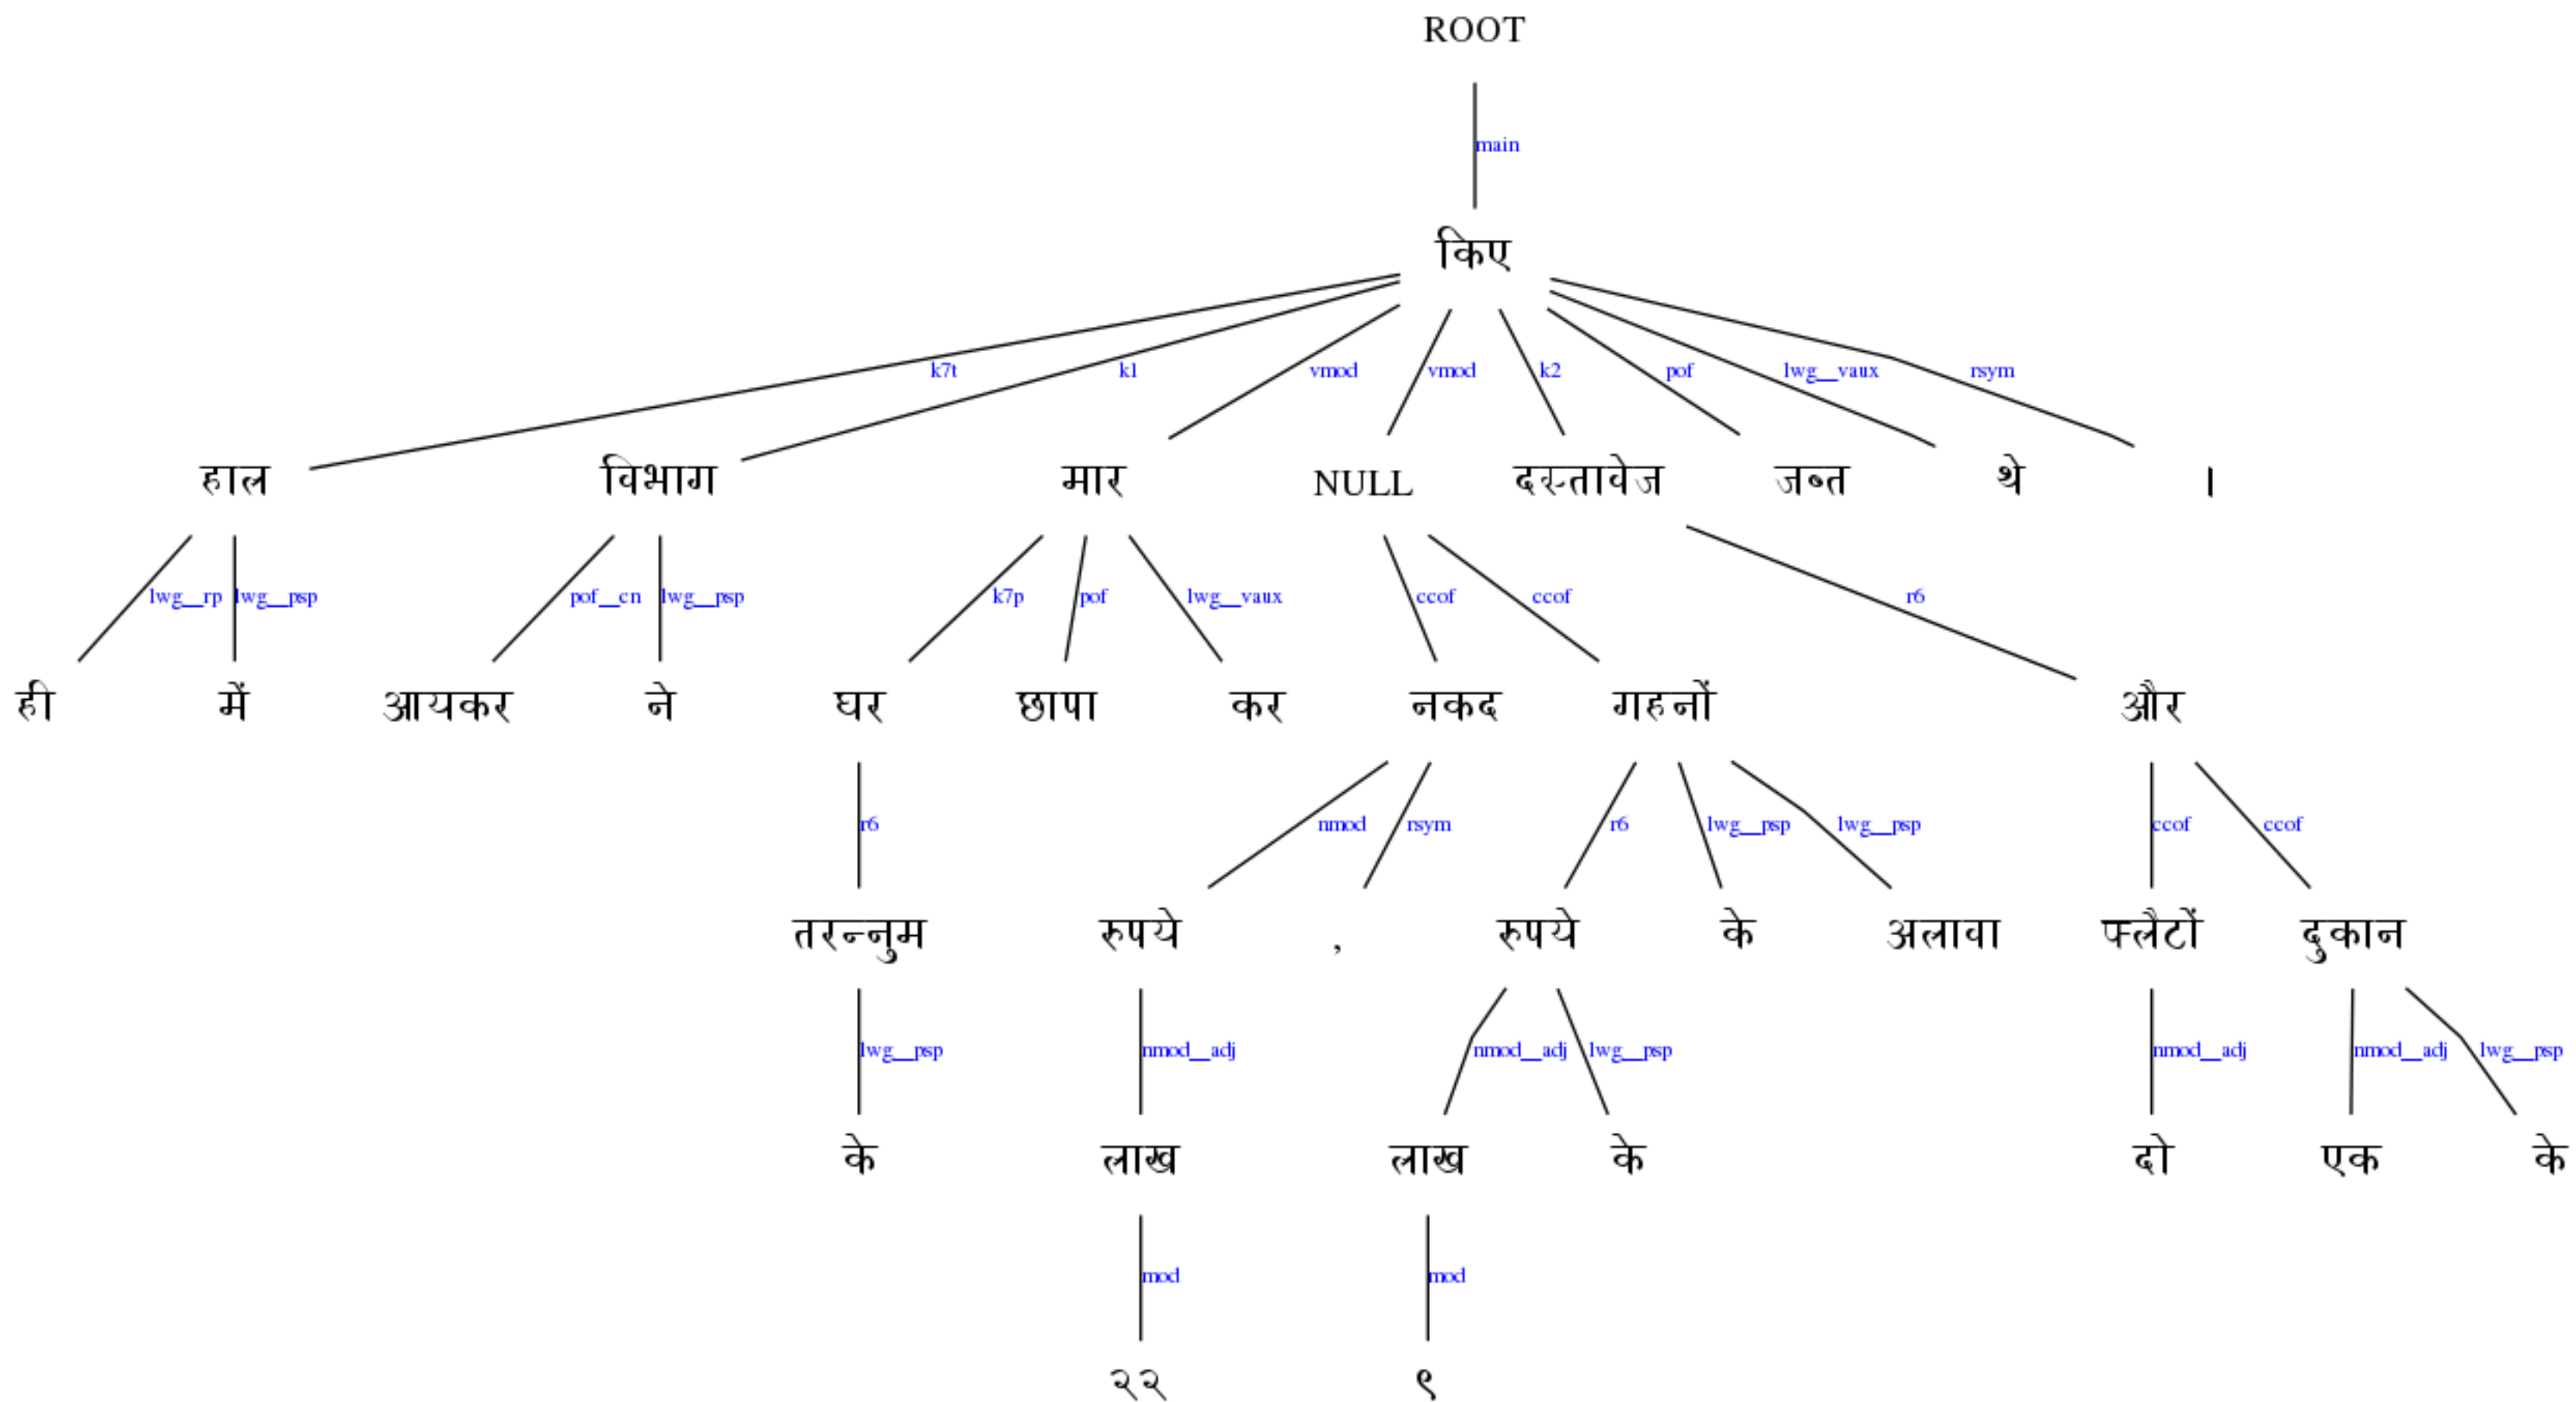 ROOT
main
किए
k7t k1 vmod vmod k2 pof lwg__vaux rsym
हाल विभाग मार NULL दस्तावेज जब्त थे ।
lwg__rp lwg__psp pof__cn lwg__psp k7p pof lwg__vaux ccof ccof r6
ही में आयकर ने घर छापा कर नकद गहनों और
r6 nmod rsym r6 lwg__psp lwg__psp ccof ccof
तरन्नुम रुपये , रुपये के अलावा फ्लैटों दुकान
lwg__psp nmod__adj nmod__adj lwg__psp nmod__adj nmod__adj lwg__psp
के लाख लाख के दो एक के
mod mod
२२ ९